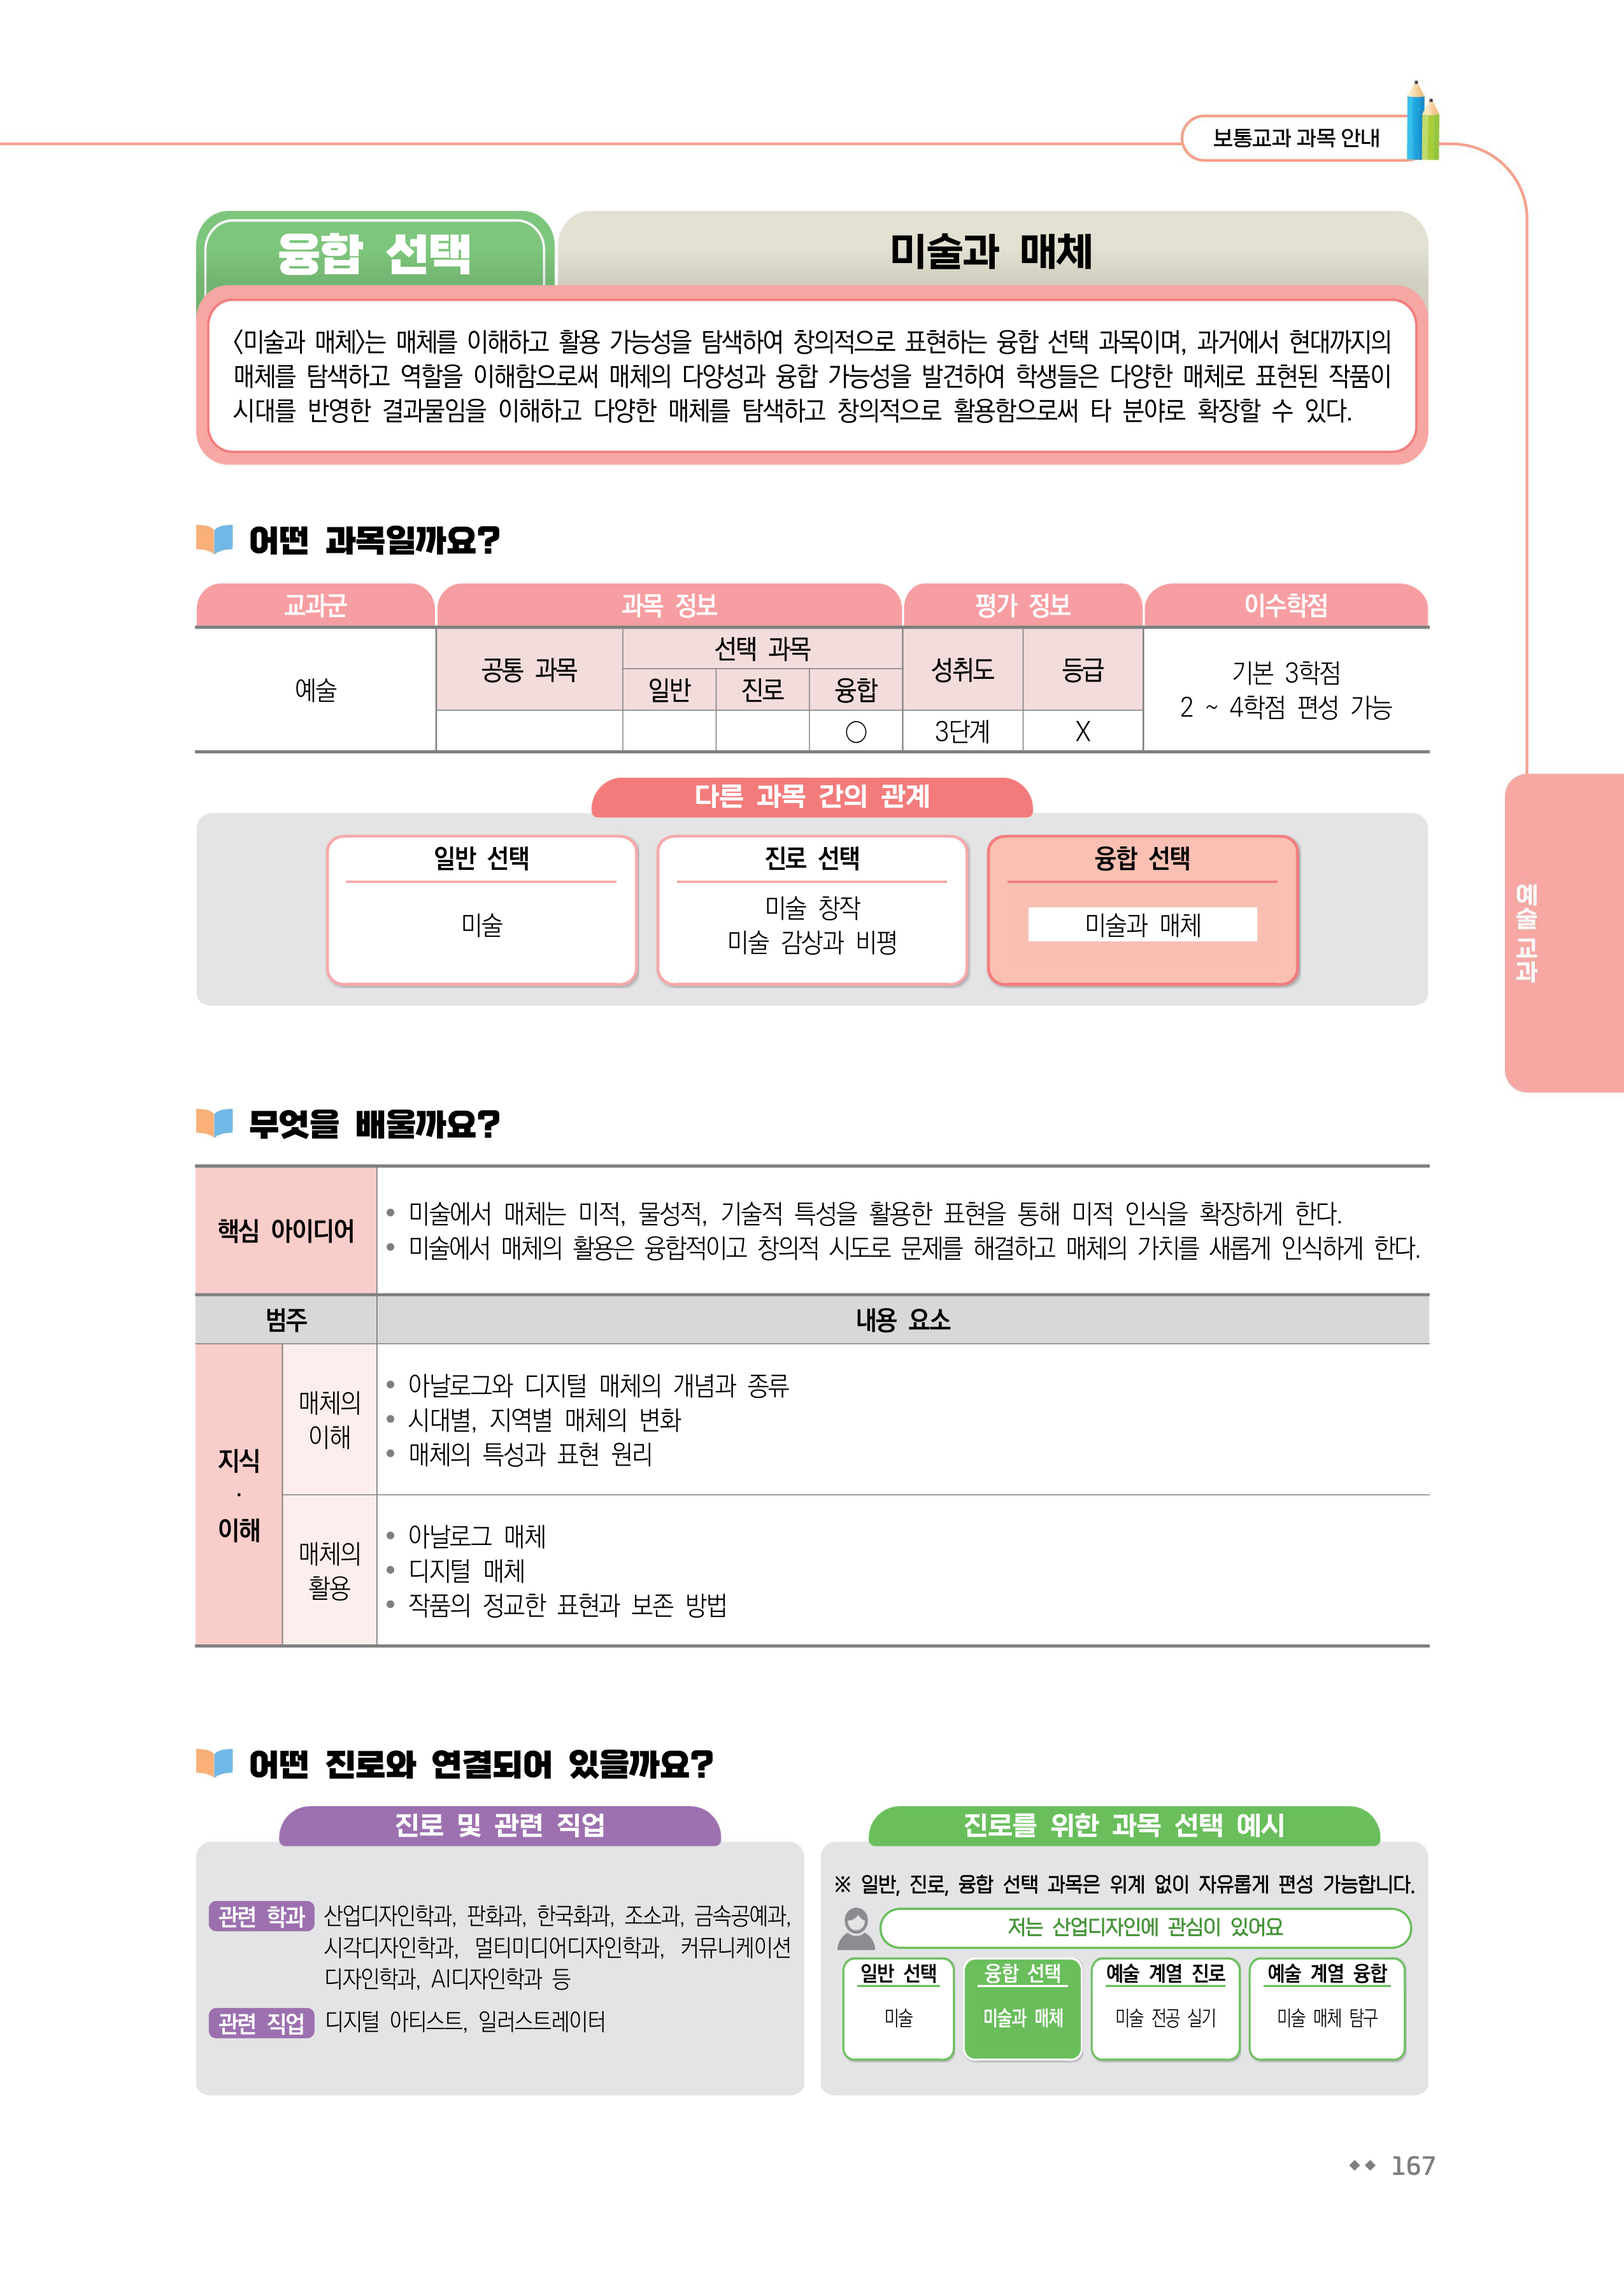 보통교과 과목 안내
융합 선택
미술과 매체
〈미술과 매체〉는 매체를 이해하고 활용 가능성을 탐색하여 창의적으로 표현하는 융합 선택 과목이며, 과거에서 현대까지의
매체를 탐색하고 역할을 이해함으로써 매체의 다양성과 융합 가능성을 발견하여 학생들은 다양한 매체로 표현된 작품이
시대를 반영한 결과물임을 이해하고 다양한 매체를 탐색하고 창의적으로 활용함으로써 타 분야로 확장할 수 있다.
어떤 과목일까요?
교과군 과목 정보 평가 정보 이수학점
예술
공통 과목
선택 과목
일반 진로 융합
성취도 등급
○ 3단계 X
기본 3학점
2 ~ 4학점 편성 가능
다른 과목 간의 관계
일반 선택
미술
진로 선택
미술 창작
미술 감상과 비평
융합 선택
미술과 매체
예술 교과
무엇을 배울까요?
핵심 아이디어
• 미술에서 매체는 미적, 물성적, 기술적 특성을 활용한 표현을 통해 미적 인식을 확장하게 한다.
• 미술에서 매체의 활용은 융합적이고 창의적 시도로 문제를 해결하고 매체의 가치를 새롭게 인식하게 한다.
범주 내용 요소
지식
·
이해
매체의
이해
• 아날로그와 디지털 매체의 개념과 종류
• 시대별, 지역별 매체의 변화
• 매체의 특성과 표현 원리
매체의
활용
• 아날로그 매체
• 디지털 매체
• 작품의 정교한 표현과 보존 방법
어떤 진로와 연결되어 있을까요?
진로 및 관련 직업
관련 학과 산업디자인학과, 판화과, 한국화과, 조소과, 금속공예과,
시각디자인학과, 멀티미디어디자인학과, 커뮤니케이션
디자인학과, AI디자인학과 등
관련 직업 디지털 아티스트, 일러스트레이터
진로를 위한 과목 선택 예시
※ 일반, 진로, 융합 선택 과목은 위계 없이 자유롭게 편성 가능합니다.
저는 산업디자인에 관심이 있어요
일반 선택
미술
융합 선택
미술과 매체
예술 계열 진로
미술 전공 실기
예술 계열 융합
미술 매체 탐구
◆◆ 167